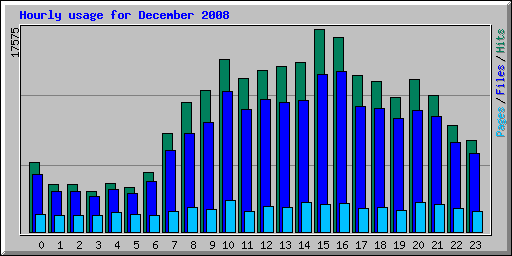 Hourly usage for December 2008
17575
Pages / Files / Hits
0 1 2 3 4 5 6 7 8 9 10 11 12 13 14 15 16 17 18 19 20 21 22 23